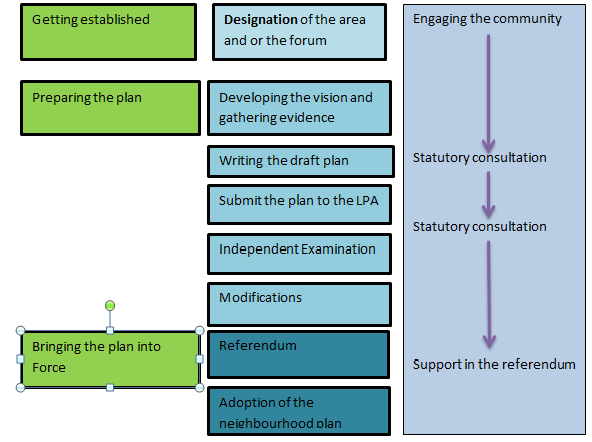 Getting established
Designation of the area
and or the forum
Engaging the community
Preparing the plan
Developing the vision and
gathering evidence
Writing the draft plan
Statutory consultation
Submit the plan to the LPA
Statutory consultation
Independent Examination
Modifications
Bringing the plan into
Force
Referendum
Support in the referendum
Adoption of the
neighbourhood plan